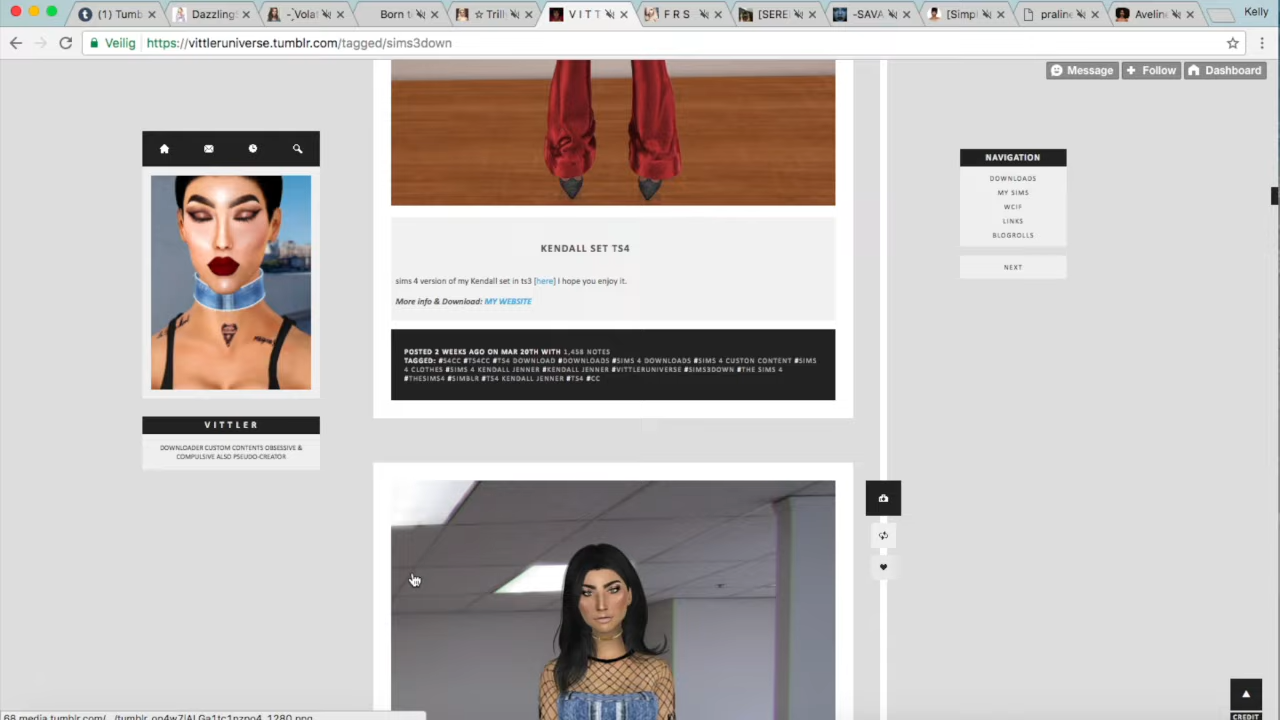 (1) Tumb
Dazzling
Volat
Born to
☆ Trill
V I T T
F R S
[SERE
-SAVA
[Simp
praline
Aveline
Kelly
Veilig https://vittleruniverse.tumblr.com/tagged/sims3down
Message
Follow
Dashboard
NAVIGATION
DOWNLOADS
MY SIMS
WCIF
LINKS
BLOGROLLS
NEXT
KENDALL SET TS4
sims 4 version of my Kendall set in ts3 [here] I hope you enjoy it.
More info & Download: MY WEBSITE
POSTED 2 WEEKS AGO ON MAR 20TH WITH 1,458 NOTES
TAGGED: #S4CC #TS4CC #TS4 DOWNLOAD #DOWNLOADS #SIMS 4 DOWNLOADS #SIMS 4 CUSTON CONTENT #SIMS
4 CLOTHES #SIMS 4 KENDALL JENNER #KENDALL JENNER #VITTLERUNIVERSE #SIMS3DOWN #THE SIMS 4
#THESIMS4 #SIMBLR #TS4 KENDALL JENNER #TS4 #CC
VITTLER
DOWNLOADER CUSTOM CONTENTS OBSESSIVE &
COMPULSIVE ALSO PSEUDO-CREATOR
CREDIT